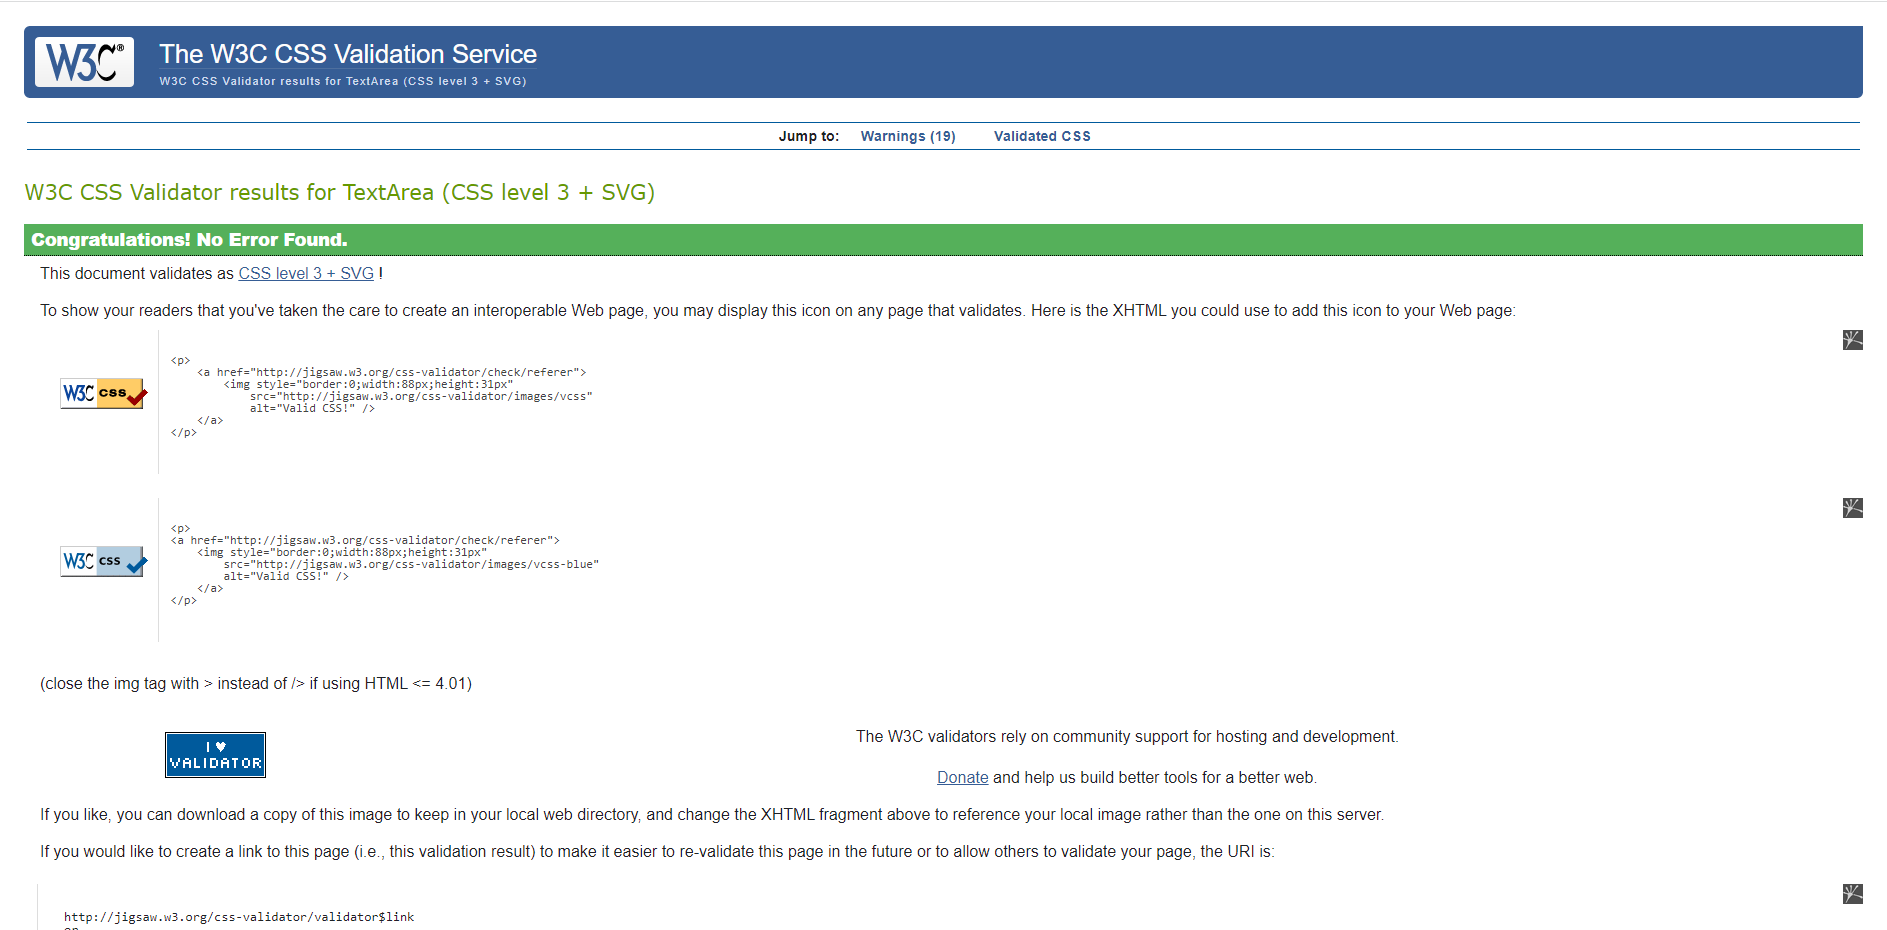 W3C®
The W3C CSS Validation Service
W3C CSS Validator results for TextArea (CSS level 3 + SVG)
Jump to: Warnings (19) Validated CSS
W3C CSS Validator results for TextArea (CSS level 3 + SVG)
Congratulations! No Error Found.
This document validates as CSS level 3 + SVG !
To show your readers that you've taken the care to create an interoperable Web page, you may display this icon on any page that validates. Here is the XHTML you could use to add this icon to your Web page:
W3C css
<p>
<a href="http://jigsaw.w3.org/css-validator/check/referer">
<img style="border:0;width:88px;height:31px"
src="http://jigsaw.w3.org/css-validator/images/vcss"
alt="Valid CSS!" />
</a>
</p>
W3C css
<p>
<a href="http://jigsaw.w3.org/css-validator/check/referer">
<img style="border:0;width:88px;height:31px"
src="http://jigsaw.w3.org/css-validator/images/vcss-blue"
alt="Valid CSS!" />
</a>
</p>
(close the img tag with > instead of /> if using HTML <= 4.01)
I ♥
VALIDATOR
The W3C validators rely on community support for hosting and development.
Donate and help us build better tools for a better web.
If you like, you can download a copy of this image to keep in your local web directory, and change the XHTML fragment above to reference your local image rather than the one on this server.
If you would like to create a link to this page (i.e., this validation result) to make it easier to re-validate this page in the future or to allow others to validate your page, the URI is:
http://jigsaw.w3.org/css-validator/validator$link